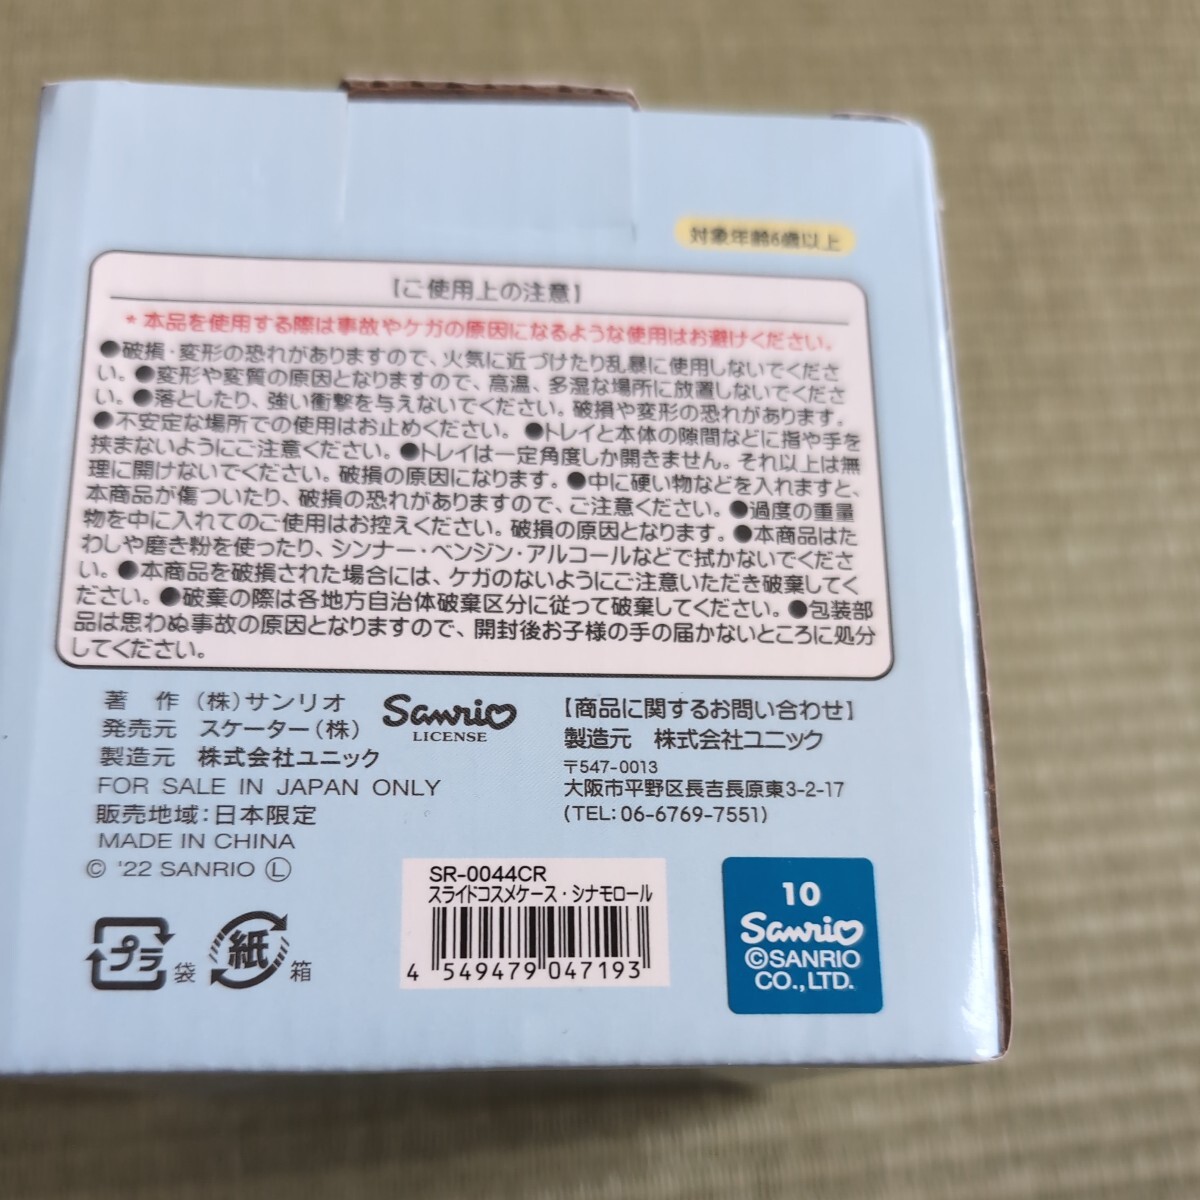 対象年齢6歳以上
【ご使用上の注意】
*本品を使用する際は事故やケガの原因になるような使用はお避けください。
●破損・変形の恐れがありますので、火気に近づけたり乱暴に使用しないでくださ
い。●変形や変質の原因となりますので、高温、多湿な場所に放置しないでくださ
い。●落としたり、強い衝撃を与えないでください。破損や変形の恐れがあります。
●不安定な場所での使用はお止めください。●トレイと本体の隙間などに指や手を
挟まないようにご注意ください。●トレイは一定角度しか開きません。それ以上は無
理に開けないでください。破損の原因になります。●中に硬い物などを入れますと、
本商品が傷ついたり、破損の恐れがありますので、ご注意ください。●過度の重量
物を中に入れてのご使用はお控えください。破損の原因となります。●本商品はた
わしや磨き粉を使ったり、シンナー・ベンジン・アルコールなどで拭かないでくださ
い。●本商品を破損された場合には、ケガのないようにご注意いただき破棄してく
ださい。●破棄の際は各地方自治体破棄区分に従って破棄してください。●包装部
品は思わぬ事故の原因となりますので、開封後お子様の手の届かないところに処分
してください。
著 作 (株)サンリオ
発売元 スケーター(株)
製造元 株式会社ユニック
FOR SALE IN JAPAN ONLY
販売地域:日本限定
MADE IN CHINA
© '22 SANRIO Ⓛ
Sanrio
LICENSE
【商品に関するお問い合わせ】
製造元 株式会社ユニック
〒547-0013
大阪市平野区長吉長原東3-2-17
(TEL:06-6769-7551)
プラ 袋
紙 箱
SR-0044CR
スライドコスメケース・シナモロール
4 549479 047193
10
Sanrio
©SANRIO
CO.,LTD.